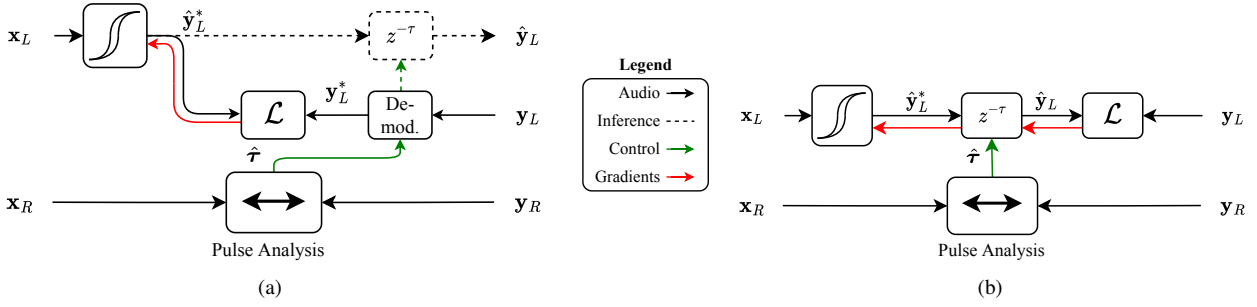 𝐱_L
ŷ*_L
z^{−τ}
ŷ_L
y*_L
ℒ
De-
mod.
𝐲_L
τ̂
𝐱_R
𝐲_R
Pulse Analysis
(a)
Legend
Audio
Inference
Control
Gradients
𝐱_L
ŷ*_L
z^{−τ}
ŷ_L
ℒ
𝐲_L
τ̂
𝐱_R
𝐲_R
Pulse Analysis
(b)